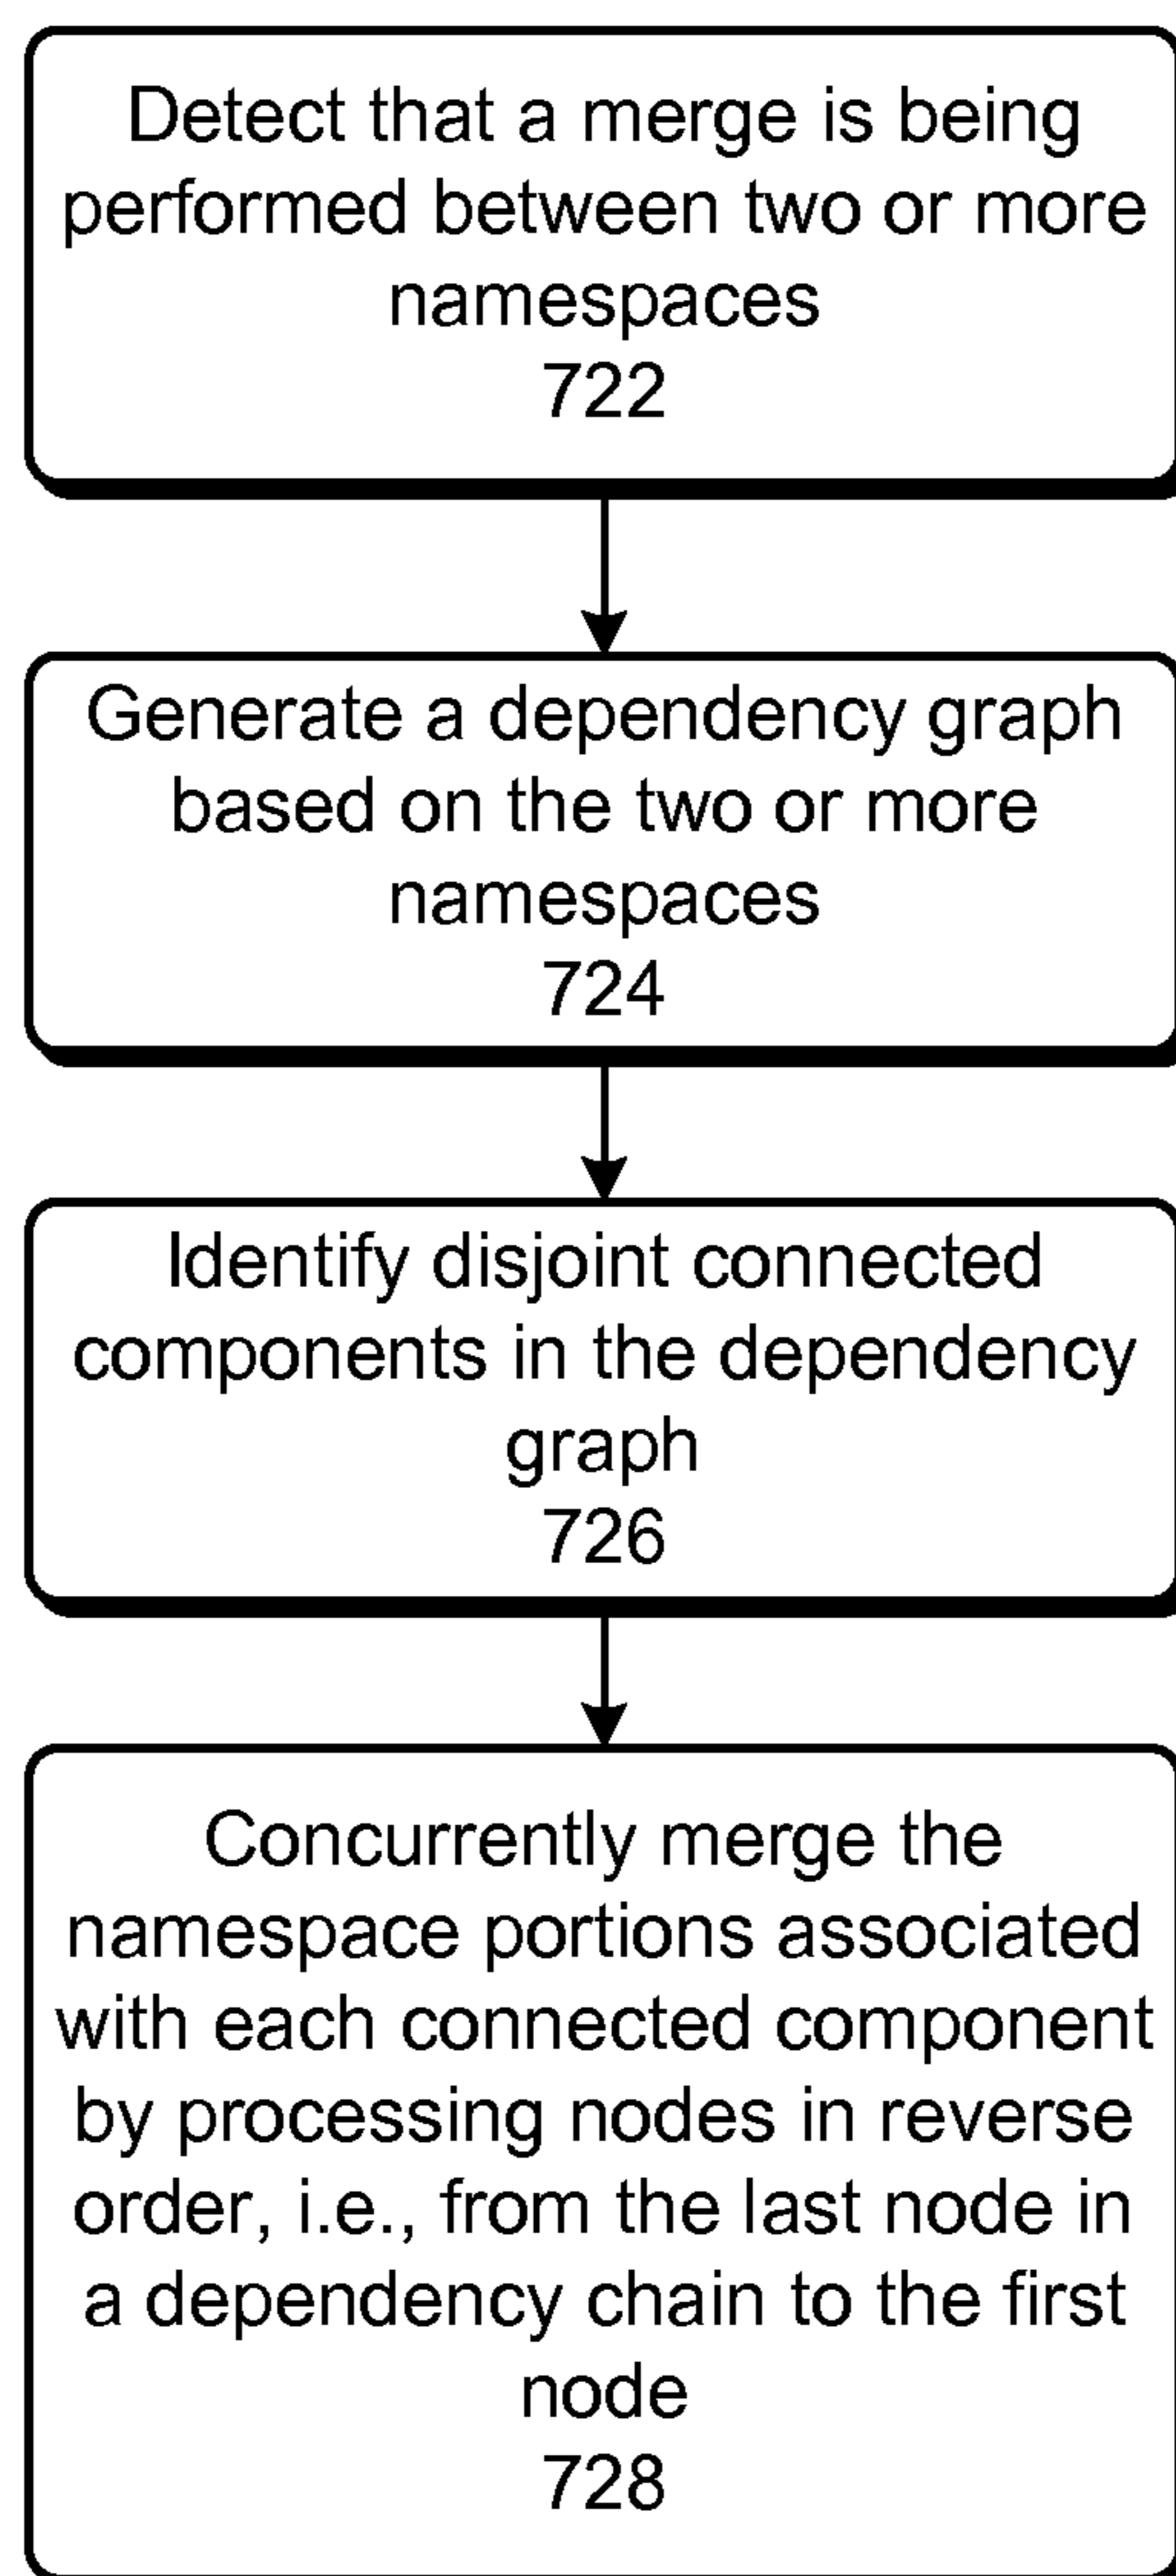 Detect that a merge is being
performed between two or more
namespaces
722
Generate a dependency graph
based on the two or more
namespaces
724
Identify disjoint connected
components in the dependency
graph
726
Concurrently merge the
namespace portions associated
with each connected component
by processing nodes in reverse
order, i.e., from the last node in
a dependency chain to the first
node
728